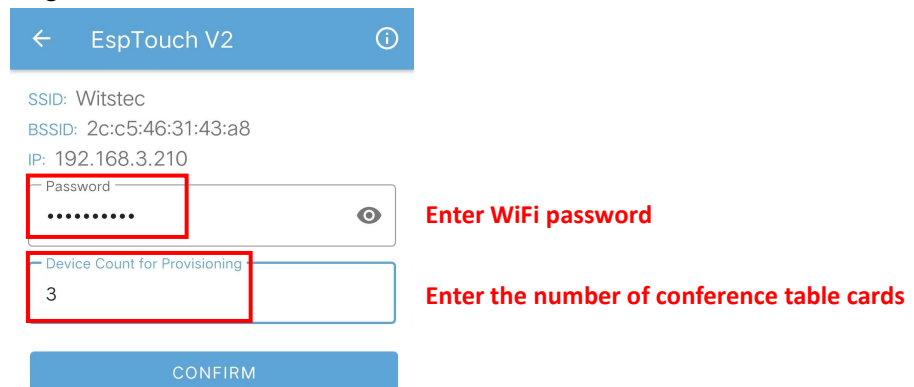 EspTouch V2
SSID: Witstec
BSSID: 2c:c5:46:31:43:a8
IP: 192.168.3.210
Password
••••••••••
Enter WiFi password
Device Count for Provisioning
3
Enter the number of conference table cards
CONFIRM